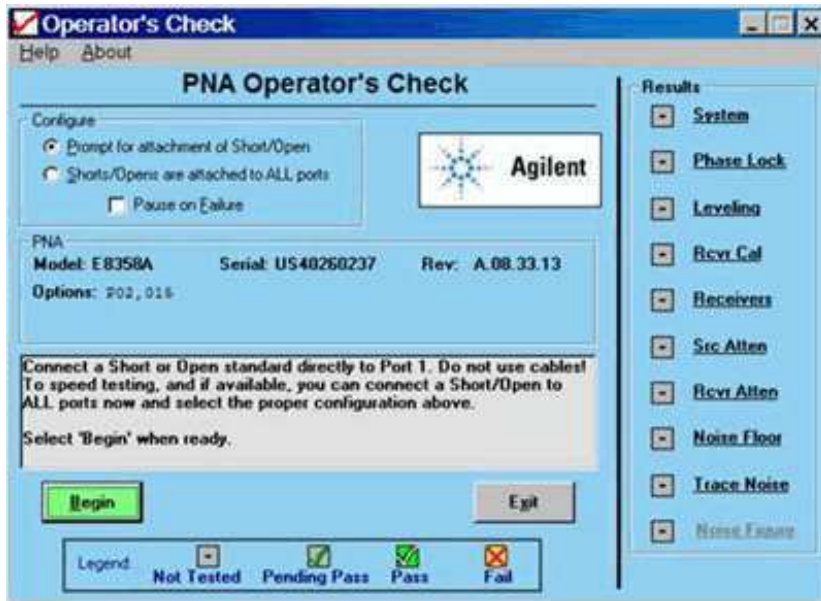 Operator's Check
Help About
PNA Operator's Check
Configure
Prompt for attachment of Short/Open
Shorts/Opens are attached to ALL ports
Pause on Failure
Agilent
PNA
Model: E8358A Serial: US40260237 Rev: A.08.33.13
Options: P02,016
Connect a Short or Open standard directly to Port 1. Do not use cables!
To speed testing, and if available, you can connect a Short/Open to
ALL ports now and select the proper configuration above.
Select 'Begin' when ready.
Begin
Exit
Legend
Not Tested
Pending Pass
Pass
Fail
Results
System
Phase Lock
Leveling
Rcvr Cal
Receivers
Src Atten
Rcvr Atten
Noise Floor
Trace Noise
Noise Figure